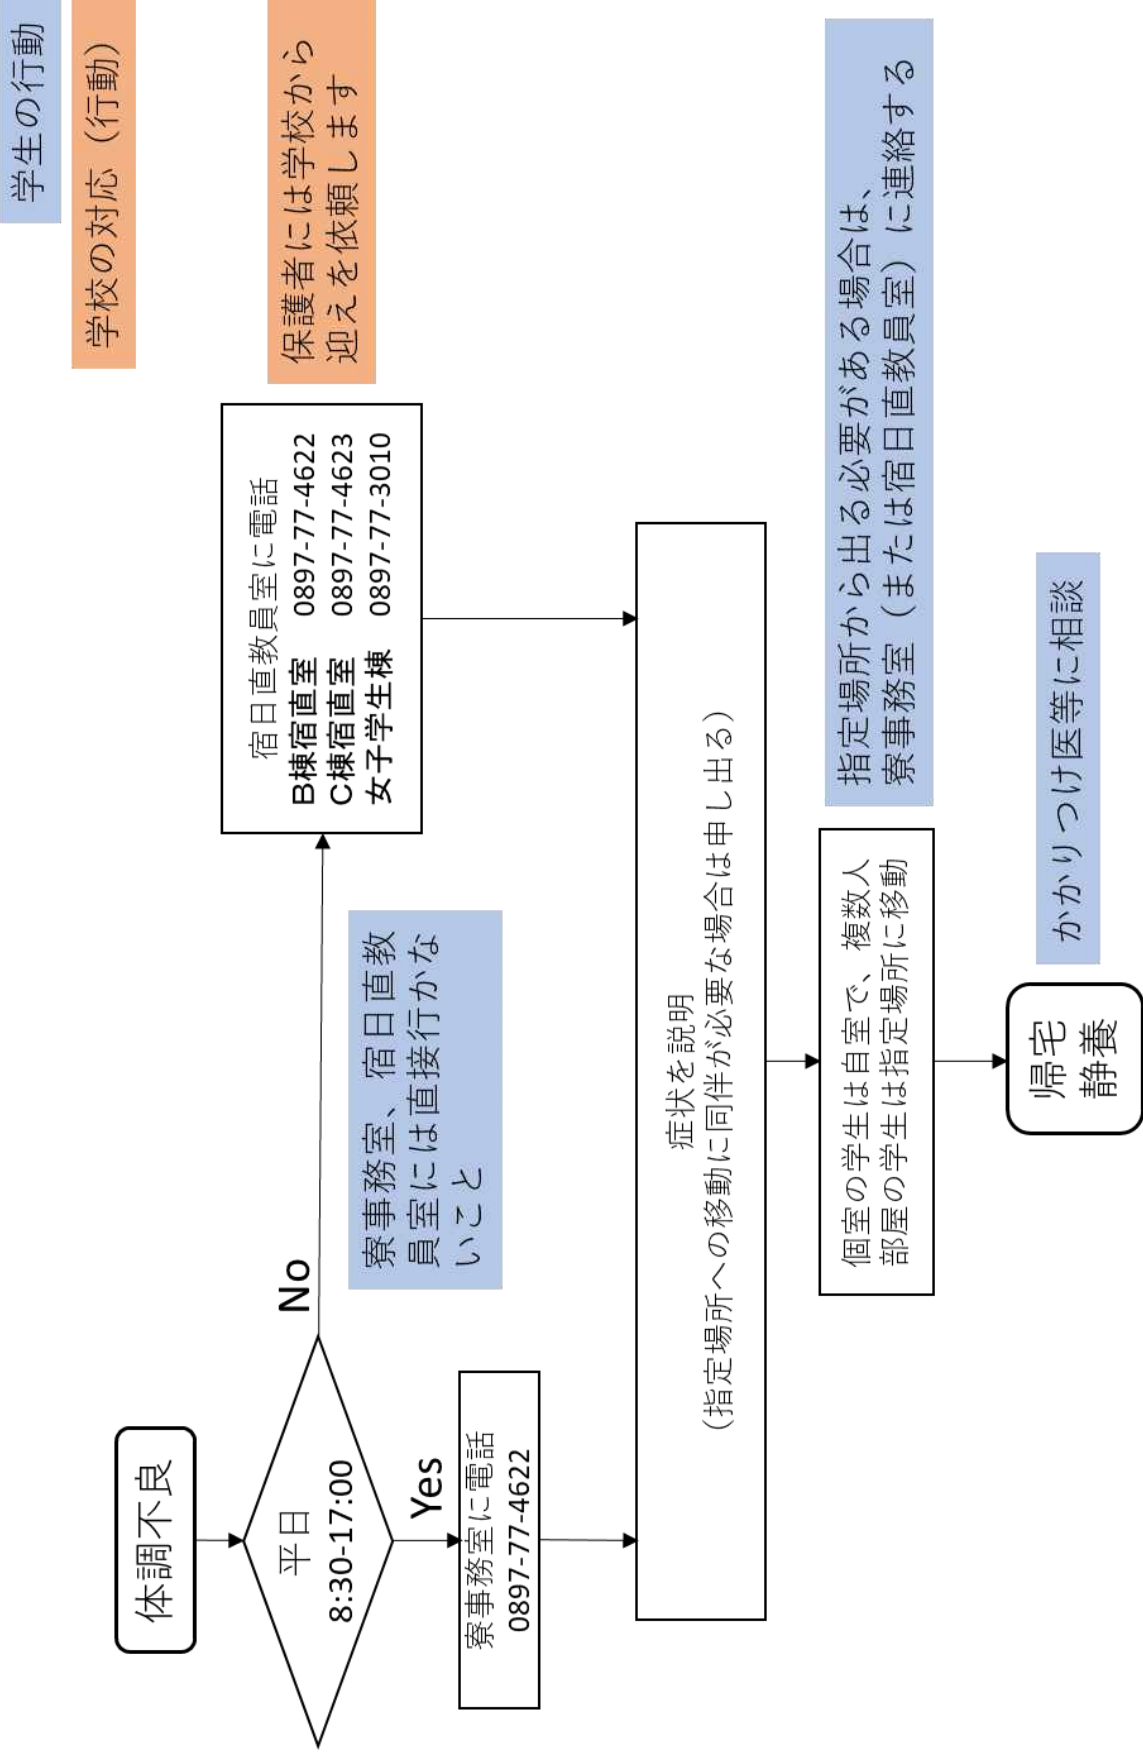 学生の行動
学校の対応（行動）
体調不良
平日
8:30-17:00
No
Yes
寮事務室、宿日直教
員室には直接行かな
いこと
宿日直教員室に電話
B棟宿直室 0897-77-4622
C棟宿直室 0897-77-4623
女子学生棟 0897-77-3010
保護者には学校から
迎えを依頼します
寮事務室に電話
0897-77-4622
症状を説明
（指定場所への移動に同伴が必要な場合は申し出る）
個室の学生は自室で、複数人
部屋の学生は指定場所に移動
指定場所から出る必要がある場合は、
寮事務室（または宿日直教員室）に連絡する
帰宅
静養
かかりつけ医等に相談